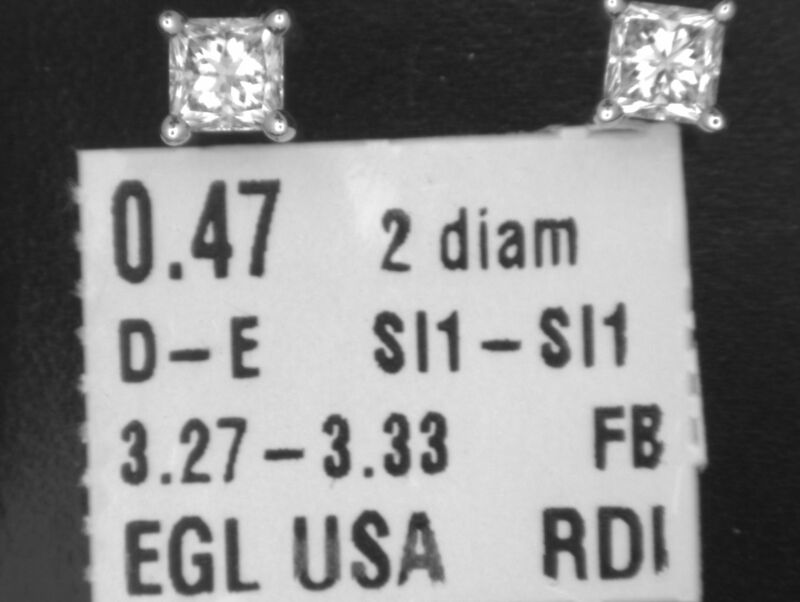 0.47 2 diam
D-E SI1-SI1
3.27-3.33 FB
EGL USA RDI